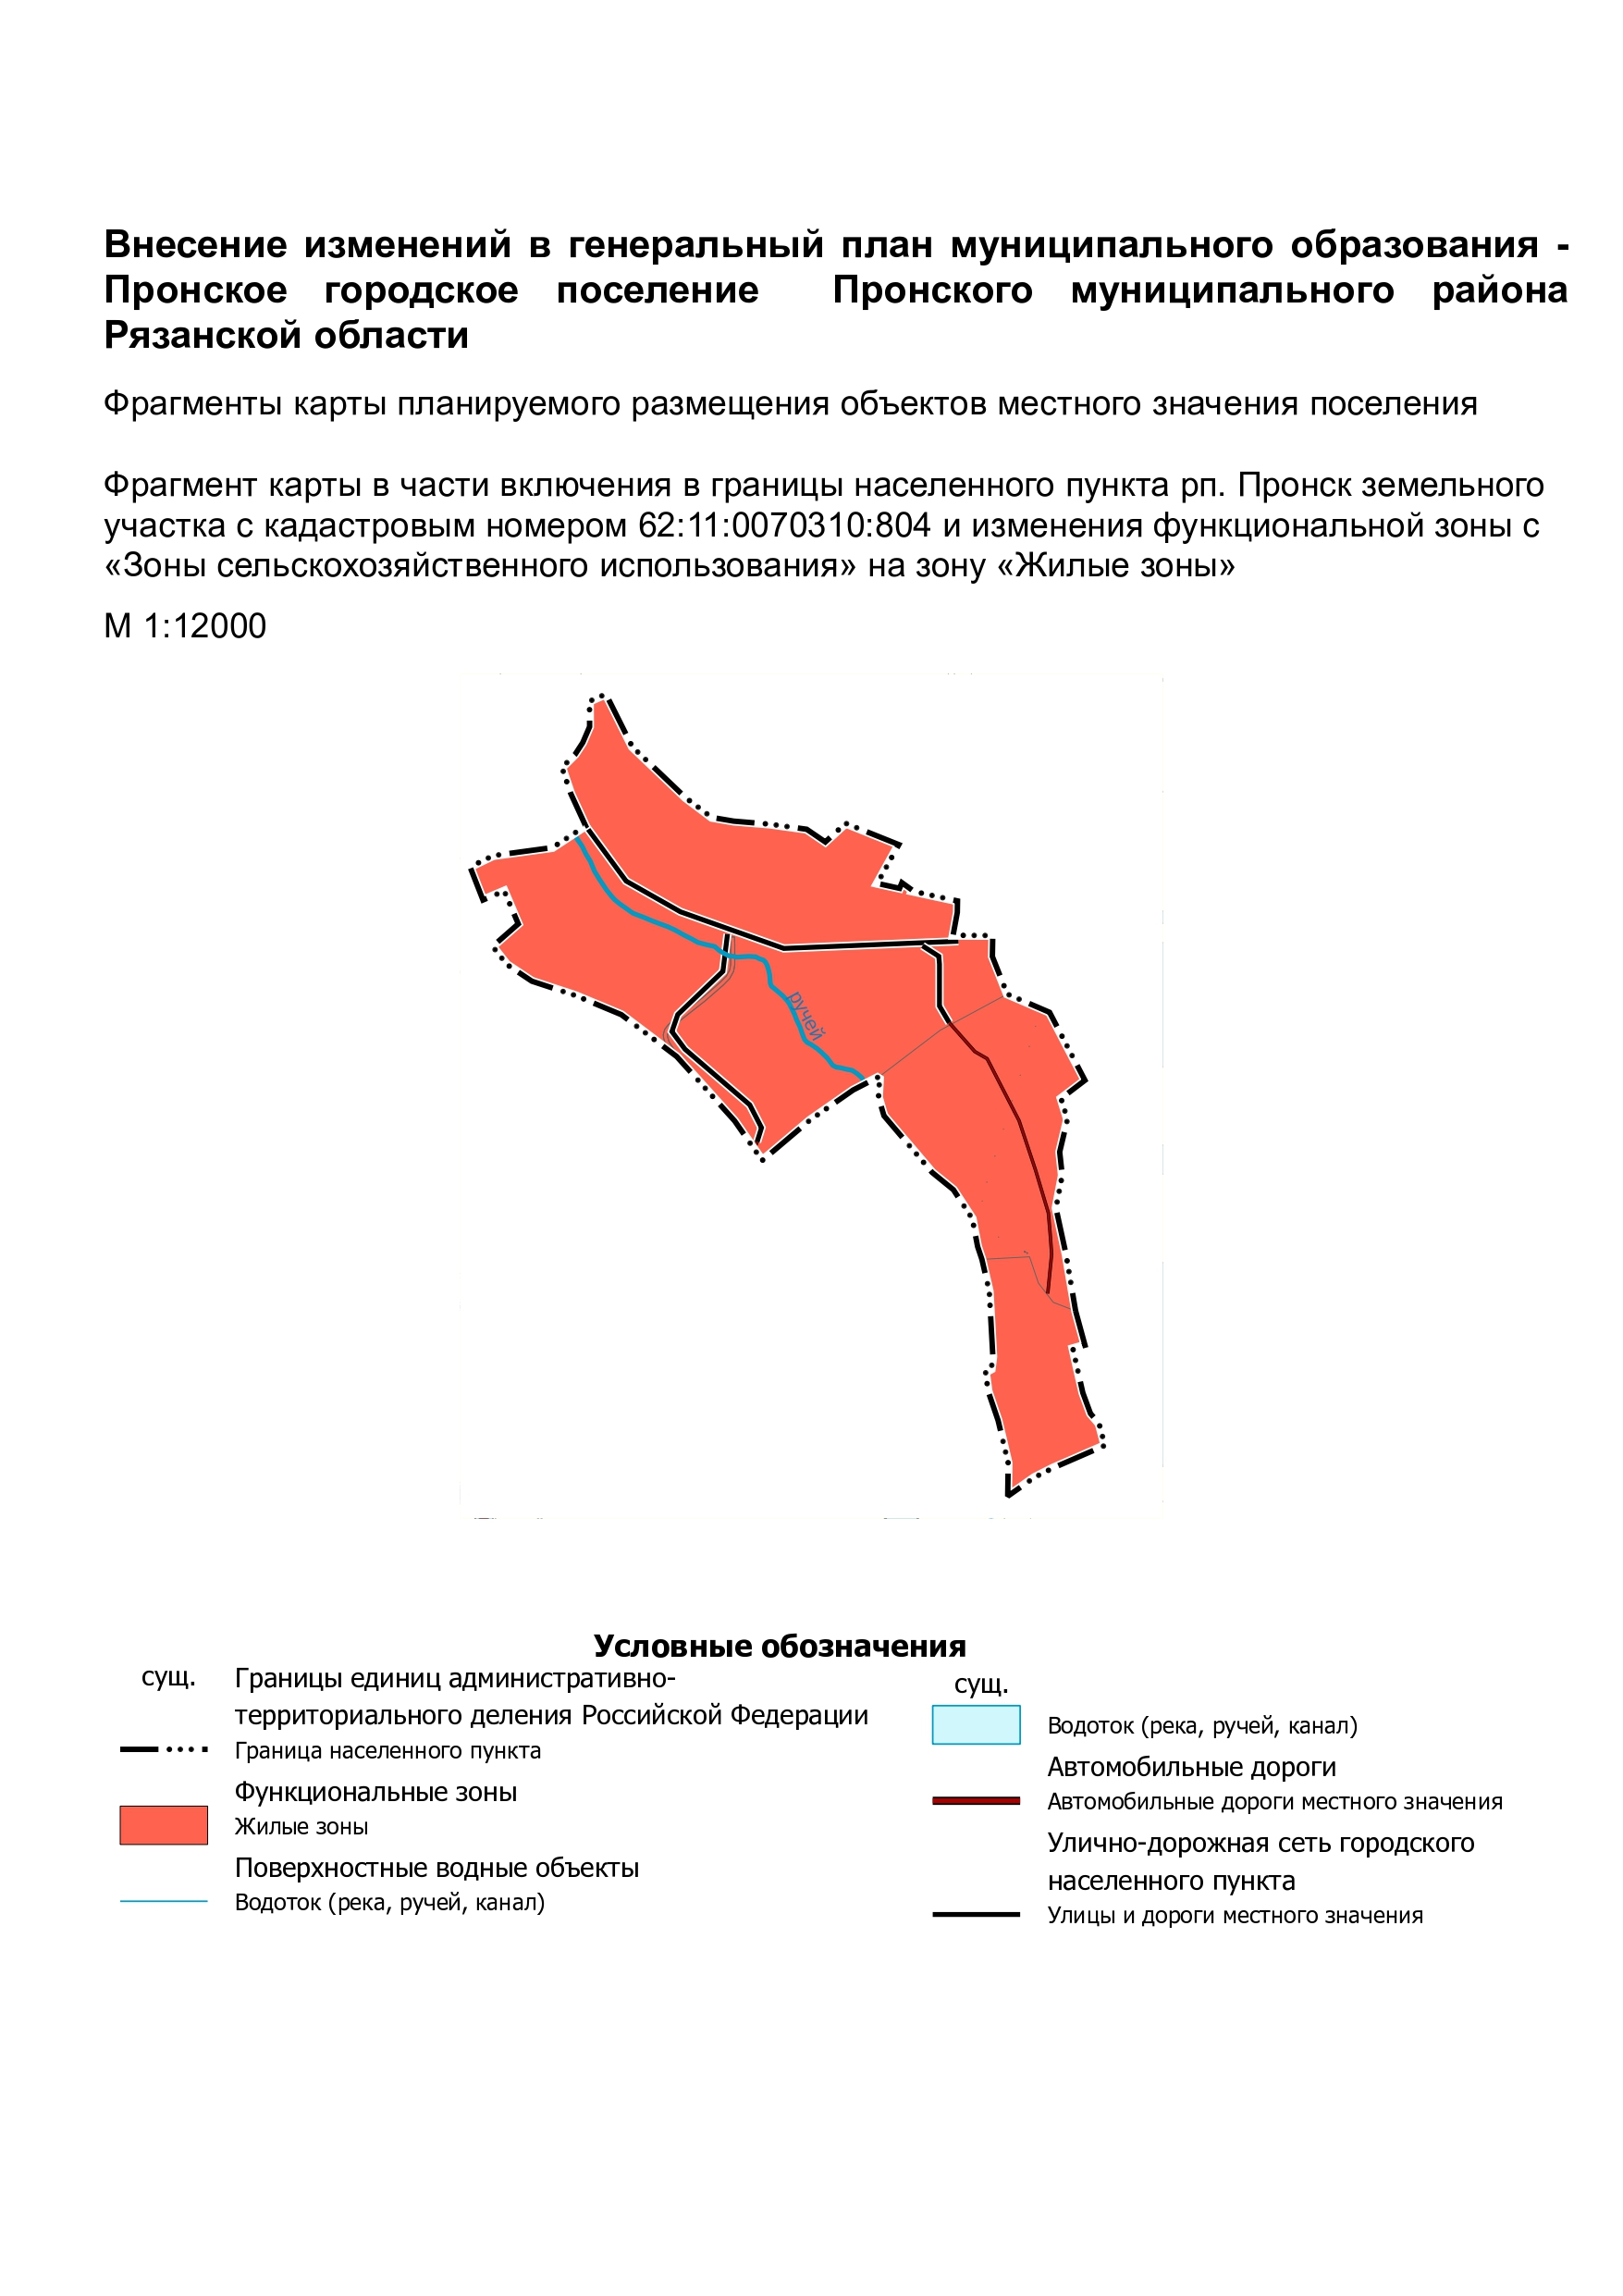 Внесение изменений в генеральный план муниципального образования -
Пронское городское поселение Пронского муниципального района
Рязанской области
Фрагменты карты планируемого размещения объектов местного значения поселения
Фрагмент карты в части включения в границы населенного пункта рп. Пронск земельного
участка с кадастровым номером 62:11:0070310:804 и изменения функциональной зоны с
«Зоны сельскохозяйственного использования» на зону «Жилые зоны»
М 1:12000
ручей
Условные обозначения
сущ.
Границы единиц административно-
территориального деления Российской Федерации
Граница населенного пункта
Функциональные зоны
Жилые зоны
Поверхностные водные объекты
Водоток (река, ручей, канал)
сущ.
Водоток (река, ручей, канал)
Автомобильные дороги
Автомобильные дороги местного значения
Улично-дорожная сеть городского
населенного пункта
Улицы и дороги местного значения